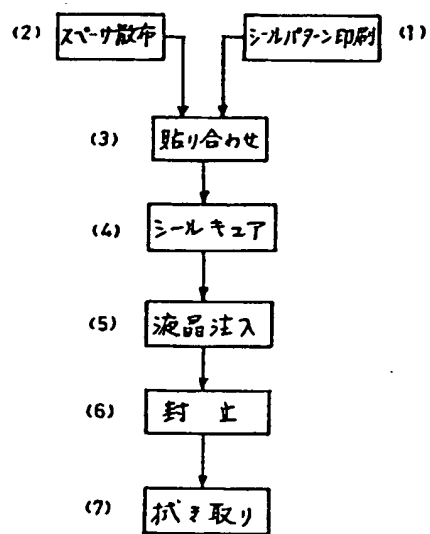 (2) スペーサ散布 シールパターン印刷 (1)
(3) 貼り合わせ
(4) シールキュア
(5) 液晶注入
(6) 封止
(7) 拭き取り